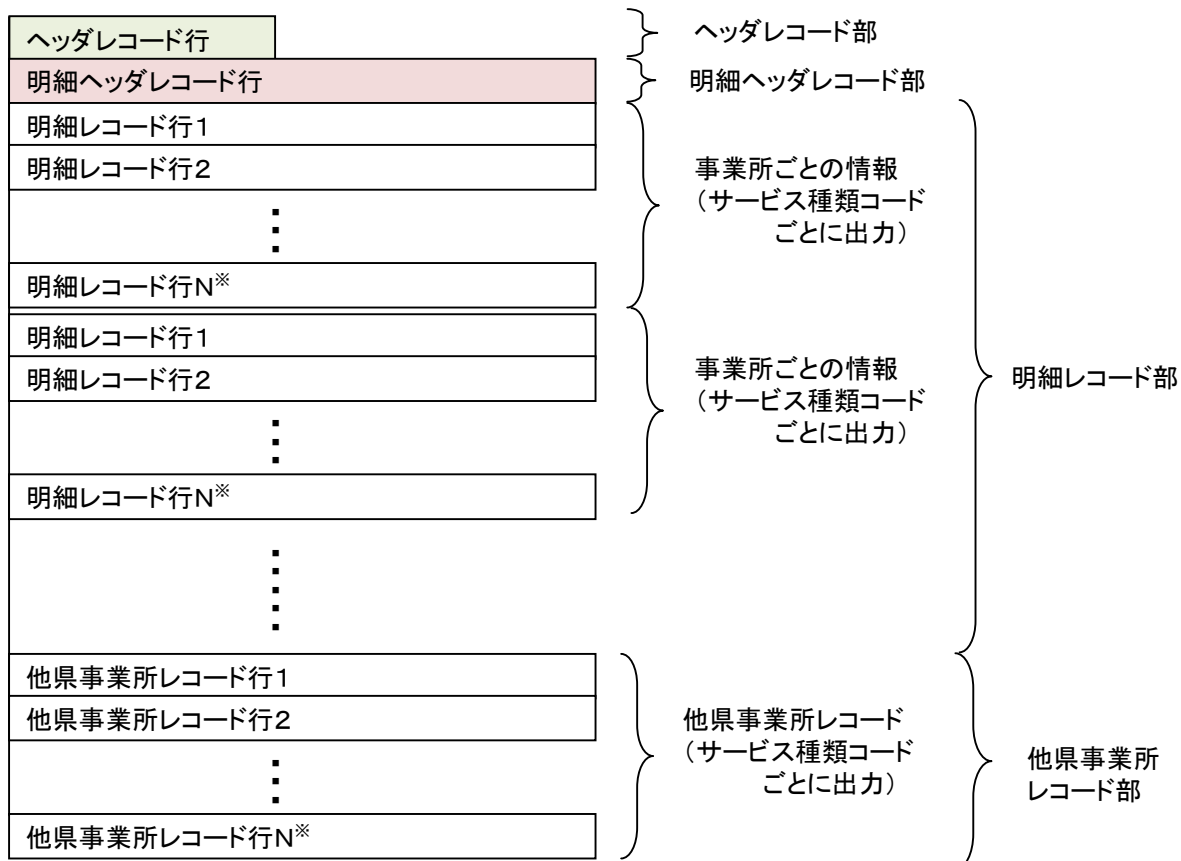 ヘッダレコード行
ヘッダレコード部
明細ヘッダレコード行
明細ヘッダレコード部
明細レコード行1
明細レコード行2
明細レコード行N※
事業所ごとの情報
(サービス種類コード
ごとに出力)
明細レコード行1
明細レコード行2
明細レコード行N※
事業所ごとの情報
(サービス種類コード
ごとに出力)
明細レコード部
他県事業所レコード行1
他県事業所レコード行2
他県事業所レコード行N※
他県事業所レコード
(サービス種類コード
ごとに出力)
他県事業所
レコード部